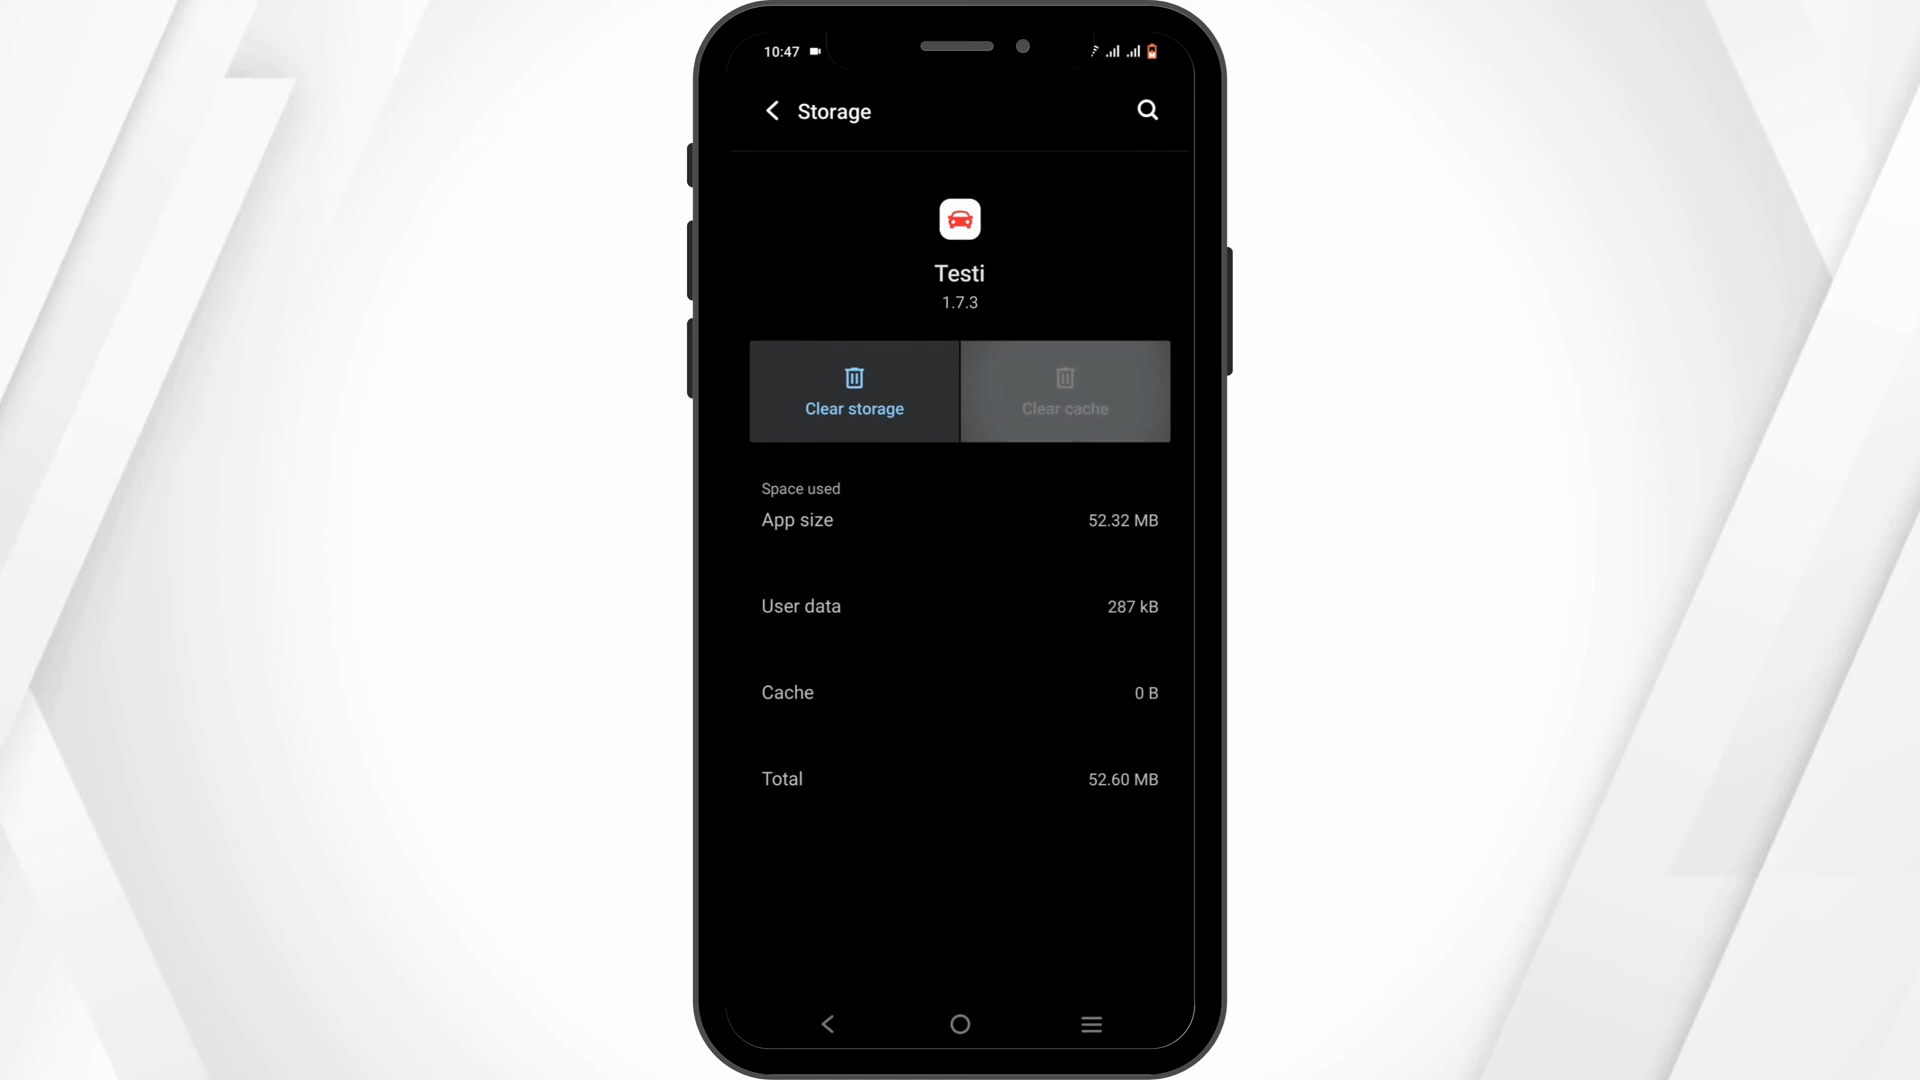 10:47
Storage
Testi
1.7.3
Clear storage
Clear cache
Space used
App size 52.32 MB
User data 287 kB
Cache 0 B
Total 52.60 MB